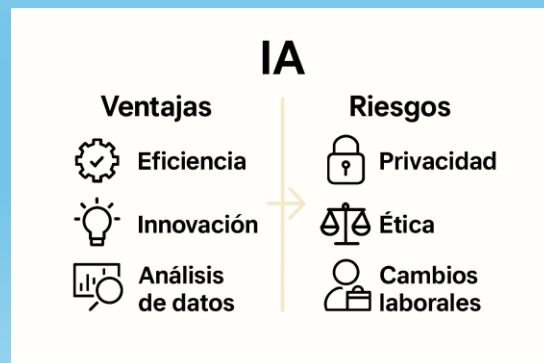 IA
Ventajas
Eficiencia
Innovación
Análisis
de datos
Riesgos
Privacidad
Ética
Cambios
laborales